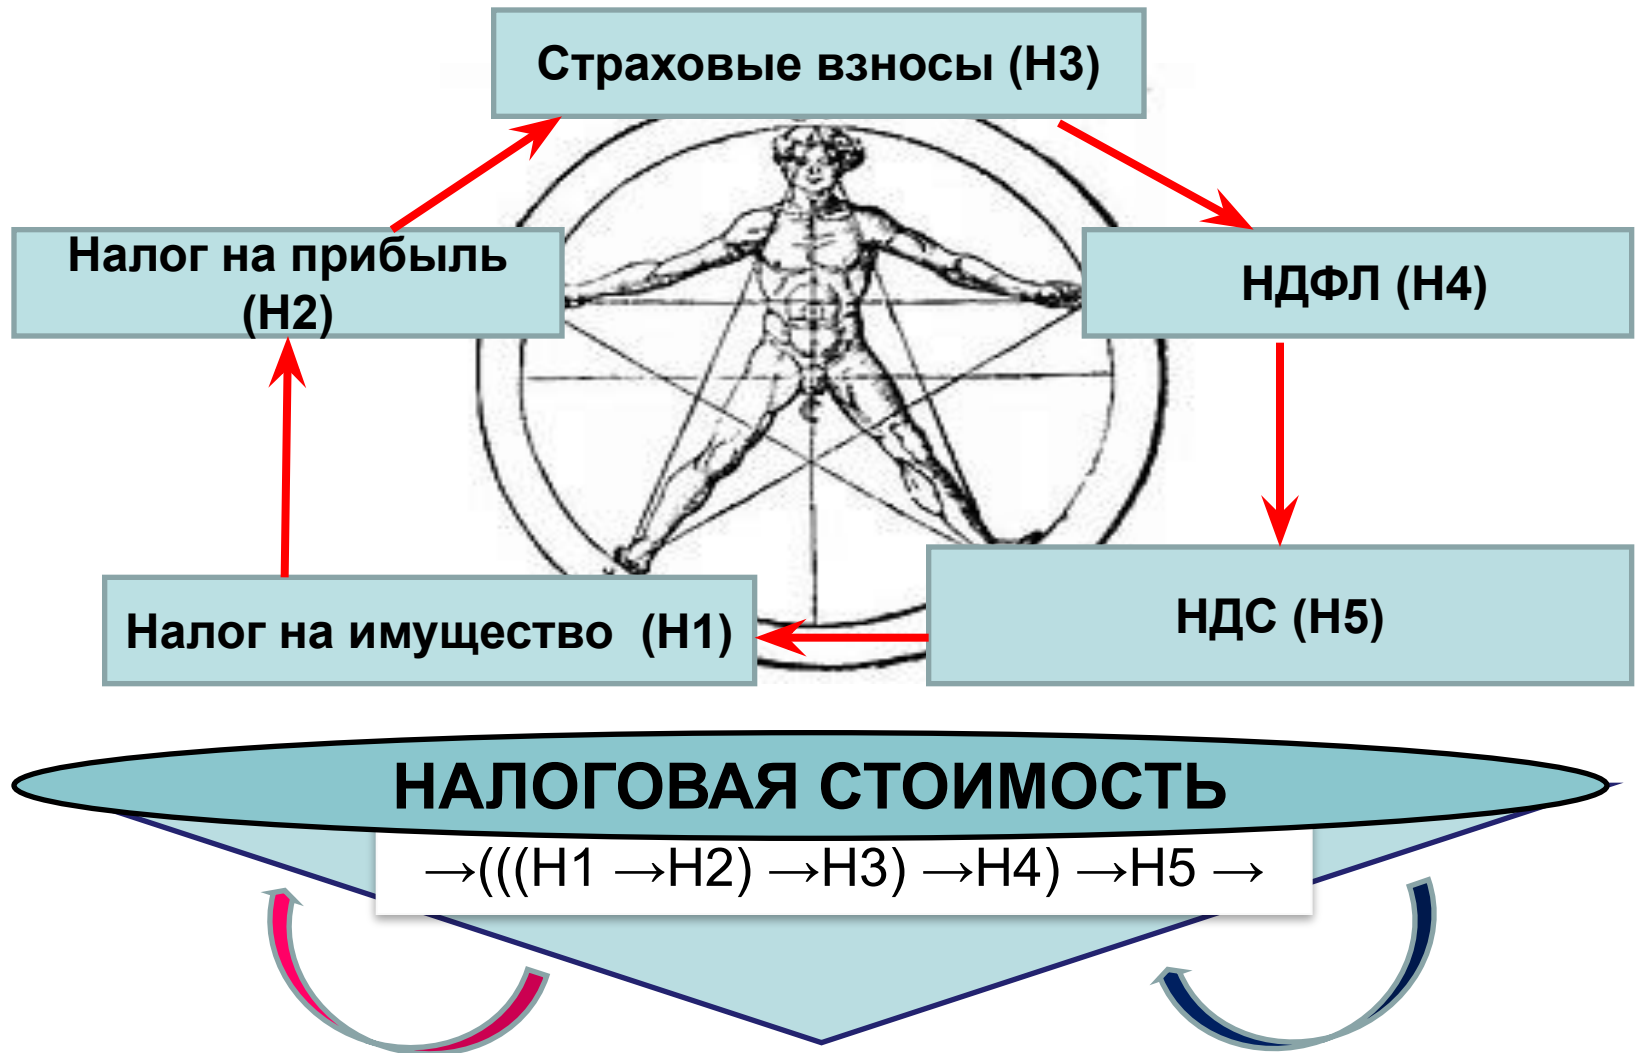 Страховые взносы (Н3)
Налог на прибыль
(Н2)
НДФЛ (Н4)
НДС (Н5)
Налог на имущество (Н1)
НАЛОГОВАЯ СТОИМОСТЬ
→(((Н1 →Н2) →Н3) →Н4) →Н5 →